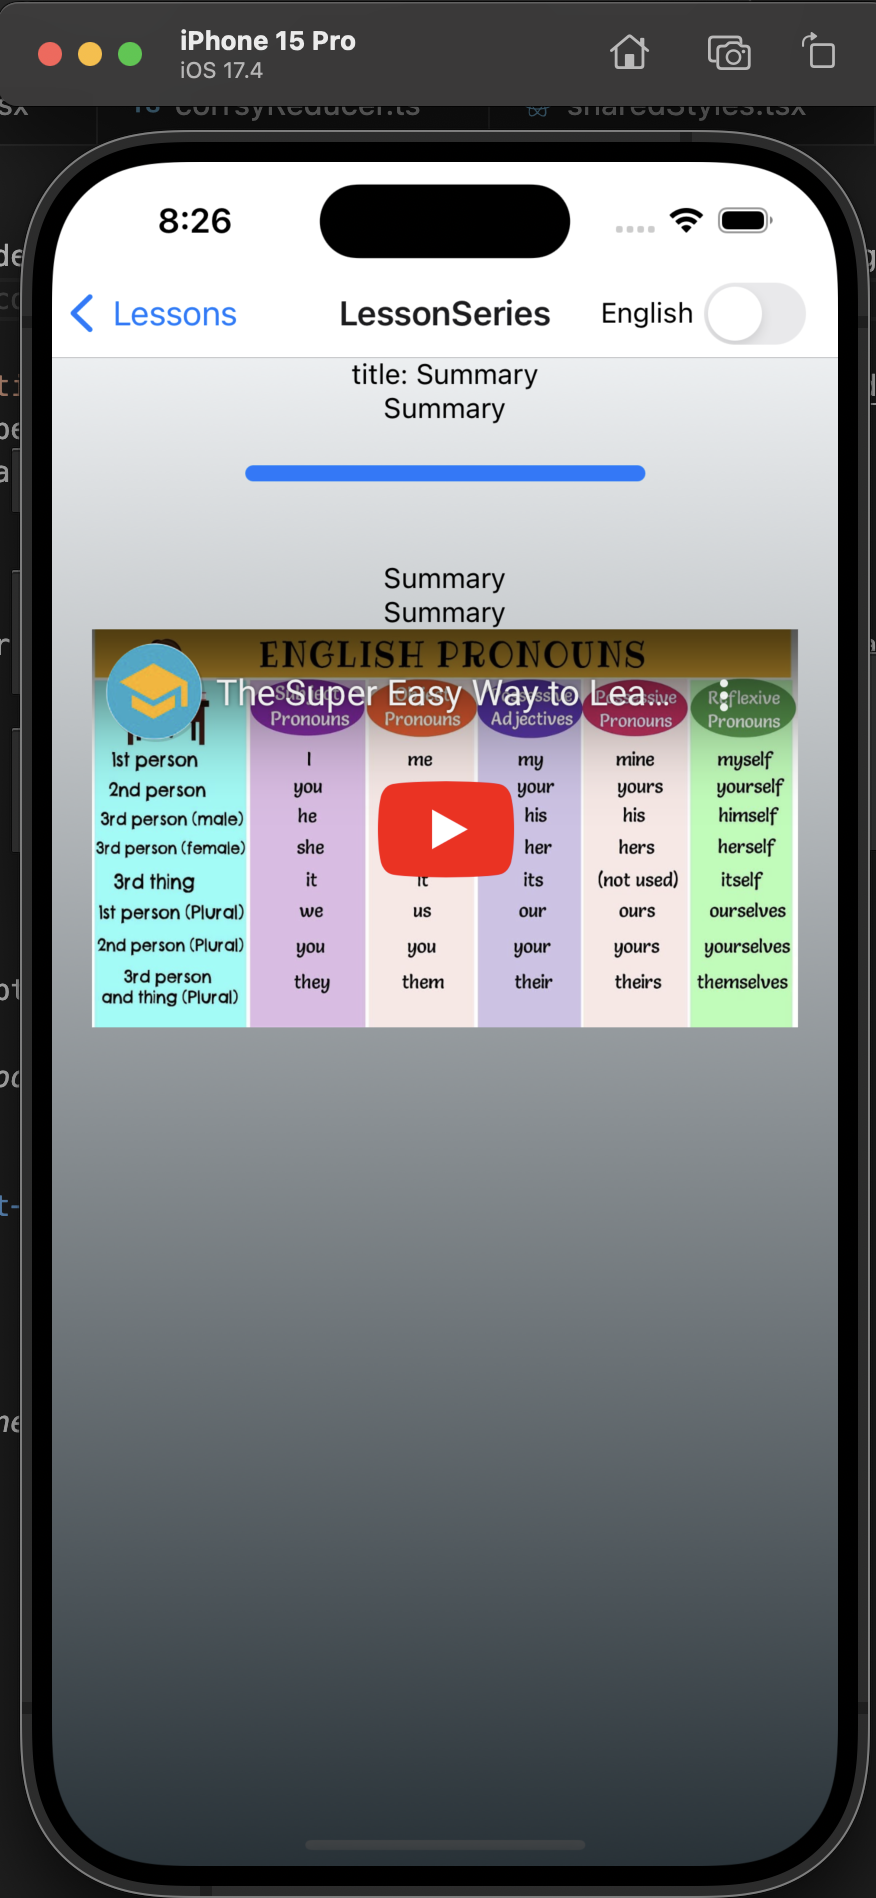 iPhone 15 Pro
iOS 17.4
corrsyReducer.ts
sharedStyles.tsx
8:26
Lessons
LessonSeries
English
title: Summary
Summary
Summary
Summary
ENGLISH PRONOUNS
The Super Easy Way to Lea...
Subject Pronouns
Object Pronouns
Possessive Adjectives
Possessive Pronouns
Reflexive Pronouns
1st person I me my mine myself
2nd person you your yours yourself
3rd person (male) he his his himself
3rd person (female) she her hers herself
3rd thing it it its (not used) itself
1st person (Plural) we us our ours ourselves
2nd person (Plural) you you your yours yourselves
3rd person and thing (Plural) they them their theirs themselves